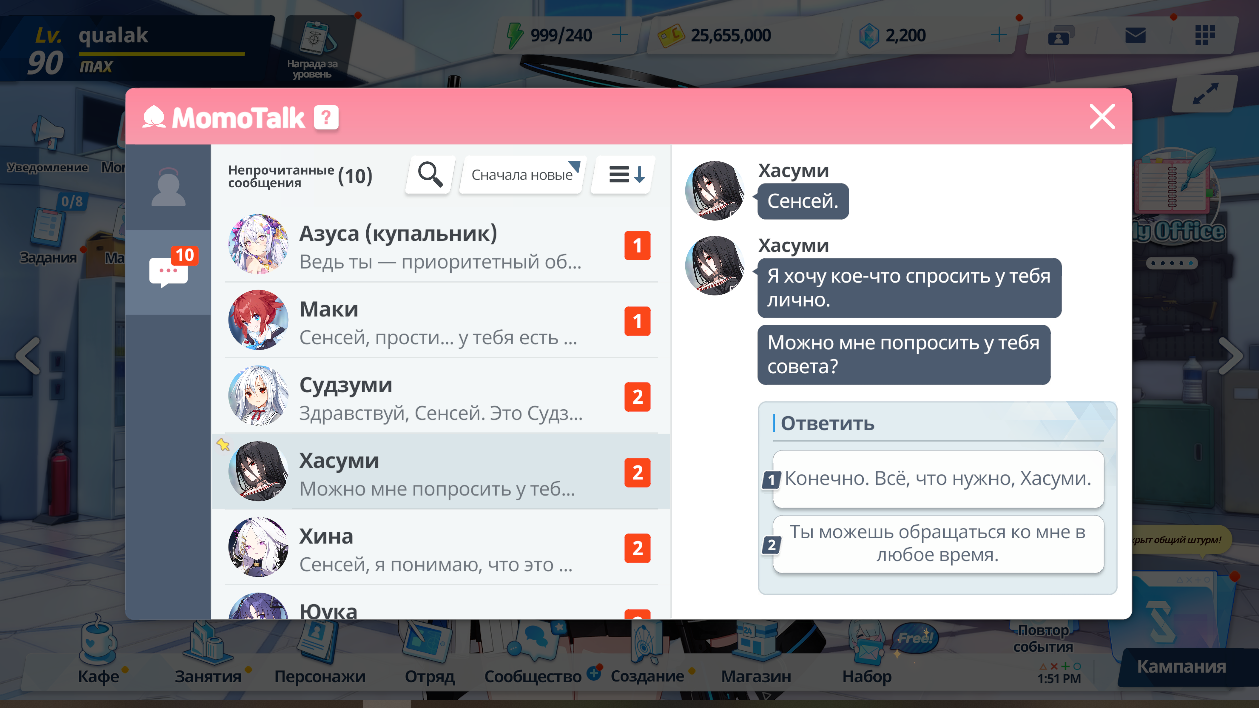 Lv.
90
qualak
MAX
Награда за
уровень
999/240
25,655,000
2,200
MomoTalk ?
Уведомление
0/8
Задания
10
Непрочитанные
сообщения (10)
Сначала новые
Азуса (купальник)
Ведь ты — приоритетный об...
1
Маки
Сенсей, прости... у тебя есть ...
1
Судзуми
Здравствуй, Сенсей. Это Судз...
2
Хасуми
Можно мне попросить у теб...
2
Хина
Сенсей, я понимаю, что это ...
2
Юука
Хасуми
Сенсей.
Хасуми
Я хочу кое-что спросить у тебя
лично.
Можно мне попросить у тебя
совета?
Ответить
1
Конечно. Всё, что нужно, Хасуми.
2
Ты можешь обращаться ко мне в
любое время.
Office
общий штурм!
Кафе
Занятия
Персонажи
Отряд
Сообщество
Создание
Магазин
Free!
Набор
Повтор
события
1:51 PM
Кампания